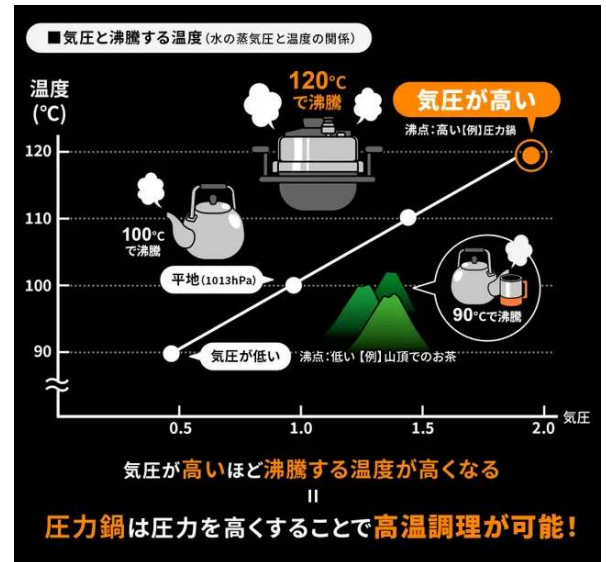 ■気圧と沸騰する温度(水の蒸気圧と温度の関係)
温度
(℃)
120℃
で沸騰
気圧が高い
沸点:高い【例】圧力鍋
120
110
100℃
で沸騰
平地(1013hPa)
100
90℃で沸騰
90
気圧が低い
沸点:低い【例】山頂でのお茶
0.5
1.0
1.5
2.0
気圧
気圧が高いほど沸騰する温度が高くなる
=
圧力鍋は圧力を高くすることで高温調理が可能!